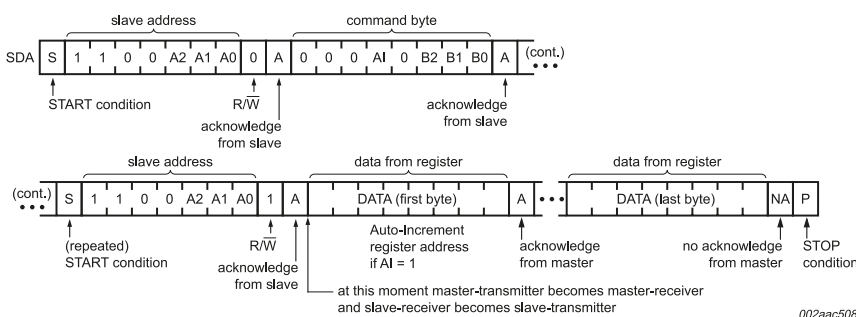 slave address
command byte
SDA S 1 1 0 0 A2 A1 A0 0 A 0 0 0 AI 0 B2 B1 B0 A (cont.)
START condition
R/W
acknowledge
from slave
acknowledge
from slave
slave address
data from register
data from register
(cont.) S 1 1 0 0 A2 A1 A0 1 A DATA (first byte) A DATA (last byte) NA P
(repeated)
START condition
R/W
acknowledge
from slave
Auto-Increment
register address
if AI = 1
acknowledge
from master
no acknowledge
from master
STOP
condition
at this moment master-transmitter becomes master-receiver
and slave-receiver becomes slave-transmitter
002aac508